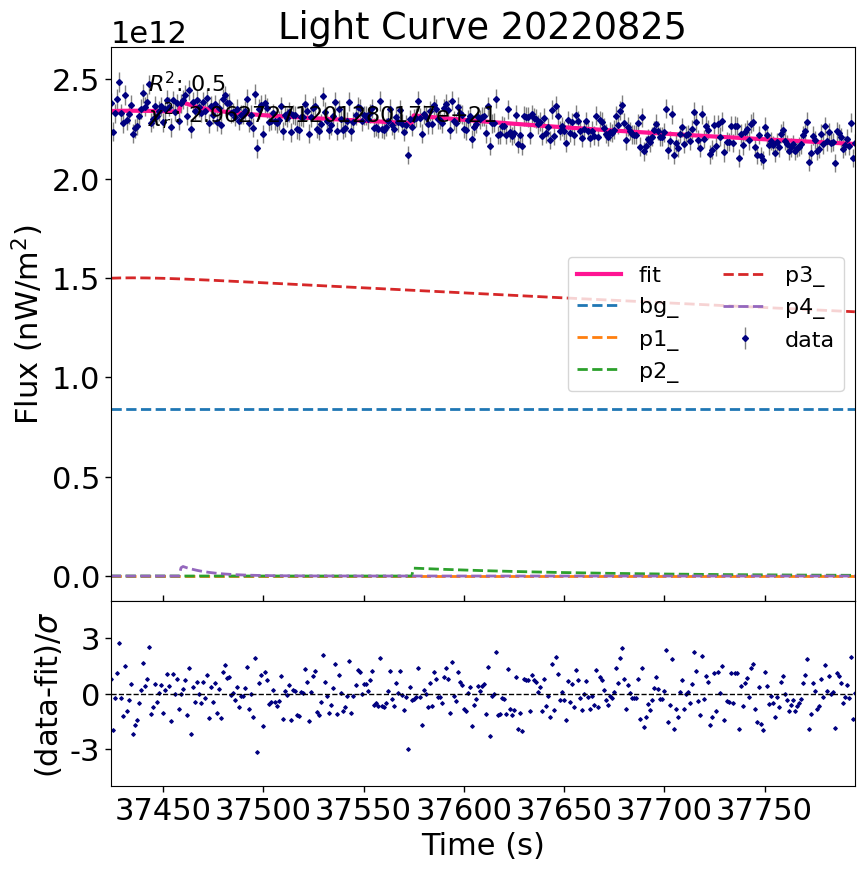 Light Curve 20220825
1e12
R²: 0.5
2.5
2.0
1.5
1.0
0.5
0.0
Flux (nW/m²)
fit
bg_
p1_
p2_
p3_
p4_
data
3
0
-3
(data-fit)/σ
37450 37500 37550 37600 37650 37700 37750
Time (s)